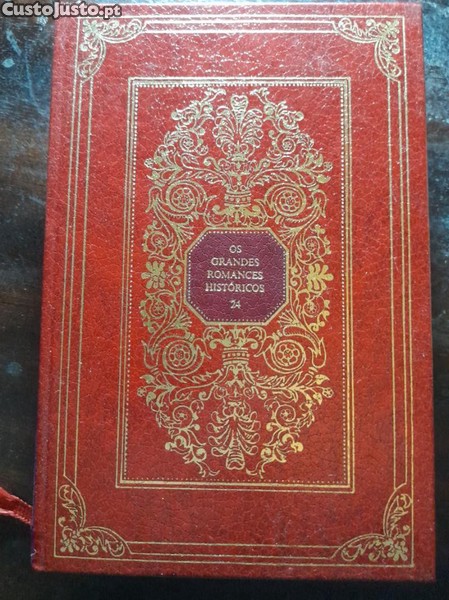 CustoJusto.pt
OS
GRANDES
ROMANCES
HISTÓRICOS
24